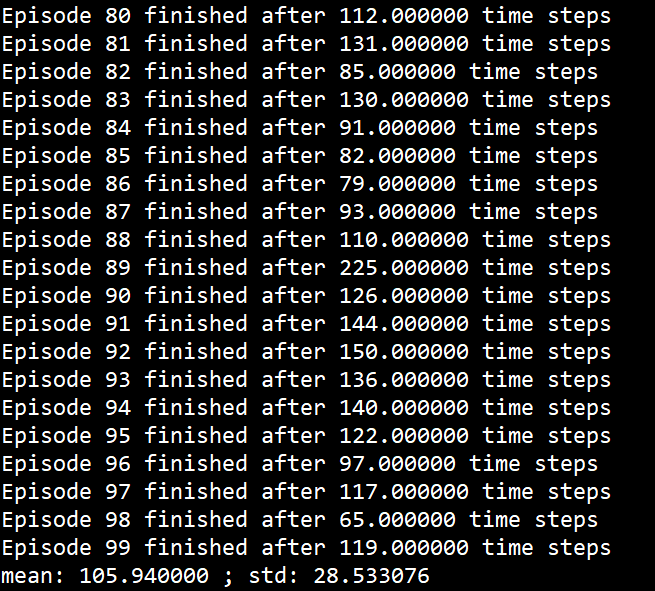 Episode 80 finished after 112.000000 time steps
Episode 81 finished after 131.000000 time steps
Episode 82 finished after 85.000000 time steps
Episode 83 finished after 130.000000 time steps
Episode 84 finished after 91.000000 time steps
Episode 85 finished after 82.000000 time steps
Episode 86 finished after 79.000000 time steps
Episode 87 finished after 93.000000 time steps
Episode 88 finished after 110.000000 time steps
Episode 89 finished after 225.000000 time steps
Episode 90 finished after 126.000000 time steps
Episode 91 finished after 144.000000 time steps
Episode 92 finished after 150.000000 time steps
Episode 93 finished after 136.000000 time steps
Episode 94 finished after 140.000000 time steps
Episode 95 finished after 122.000000 time steps
Episode 96 finished after 97.000000 time steps
Episode 97 finished after 117.000000 time steps
Episode 98 finished after 65.000000 time steps
Episode 99 finished after 119.000000 time steps
mean: 105.940000 ; std: 28.533076